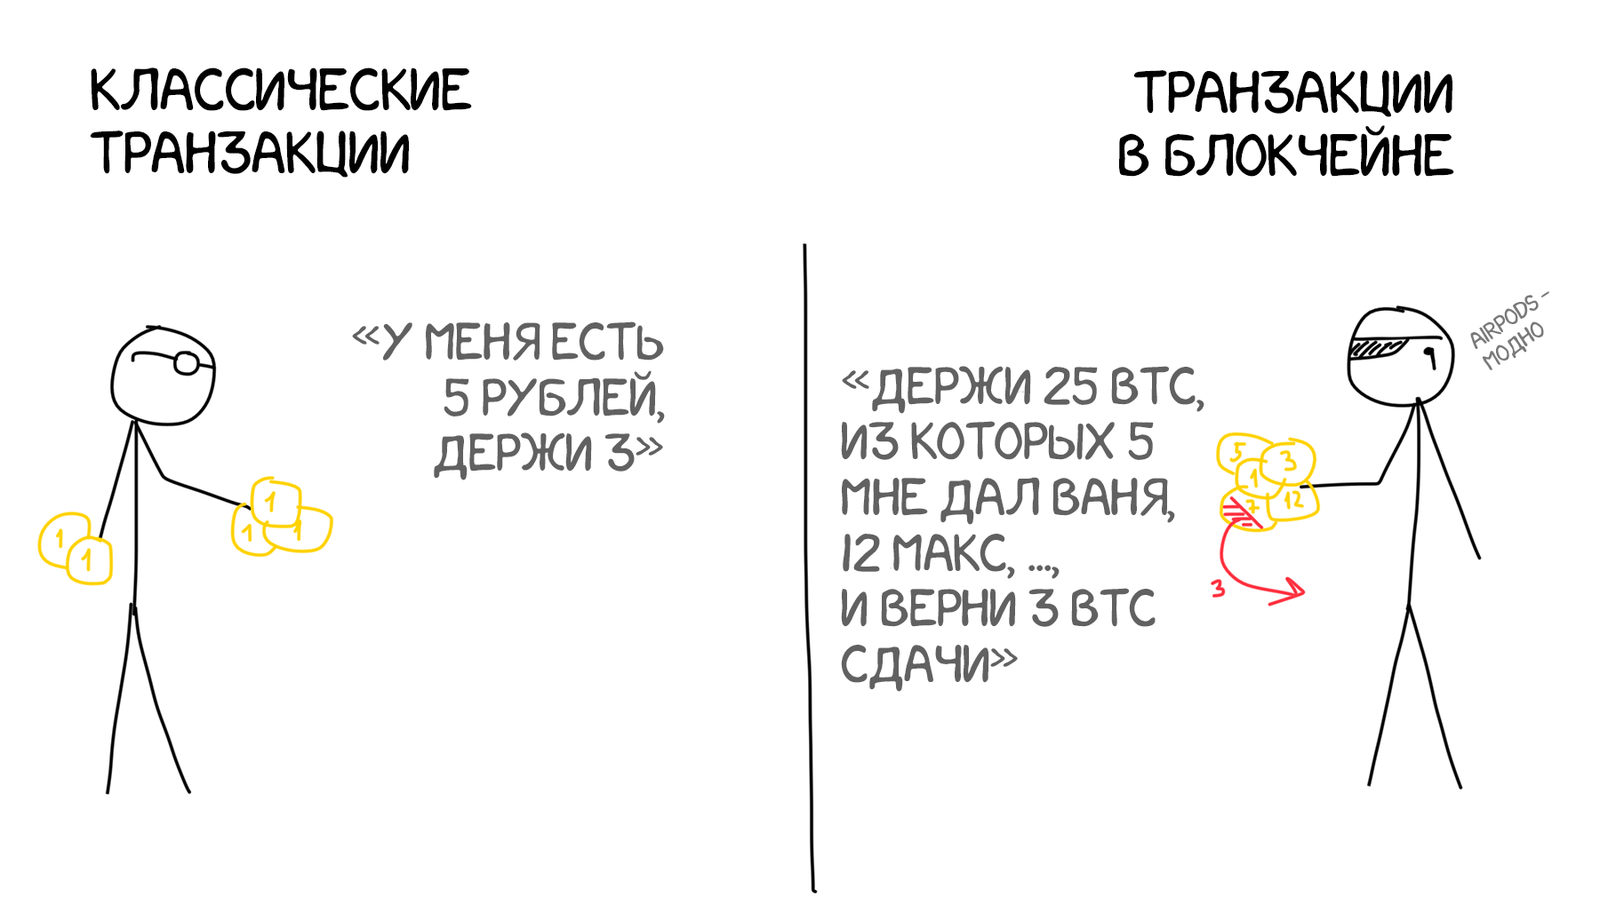 КЛАССИЧЕСКИЕ
ТРАНЗАКЦИИ
«У МЕНЯ ЕСТЬ
5 РУБЛЕЙ,
ДЕРЖИ 3»
1
1
1
1
1
ТРАНЗАКЦИИ
В БЛОКЧЕЙНЕ
«ДЕРЖИ 25 BTC,
ИЗ КОТОРЫХ 5
МНЕ ДАЛ ВАНЯ,
12 МАКС, ...,
И ВЕРНИ 3 BTC
СДАЧИ»
5
3
1
7
12
3
AIRPODS –
МОДНО